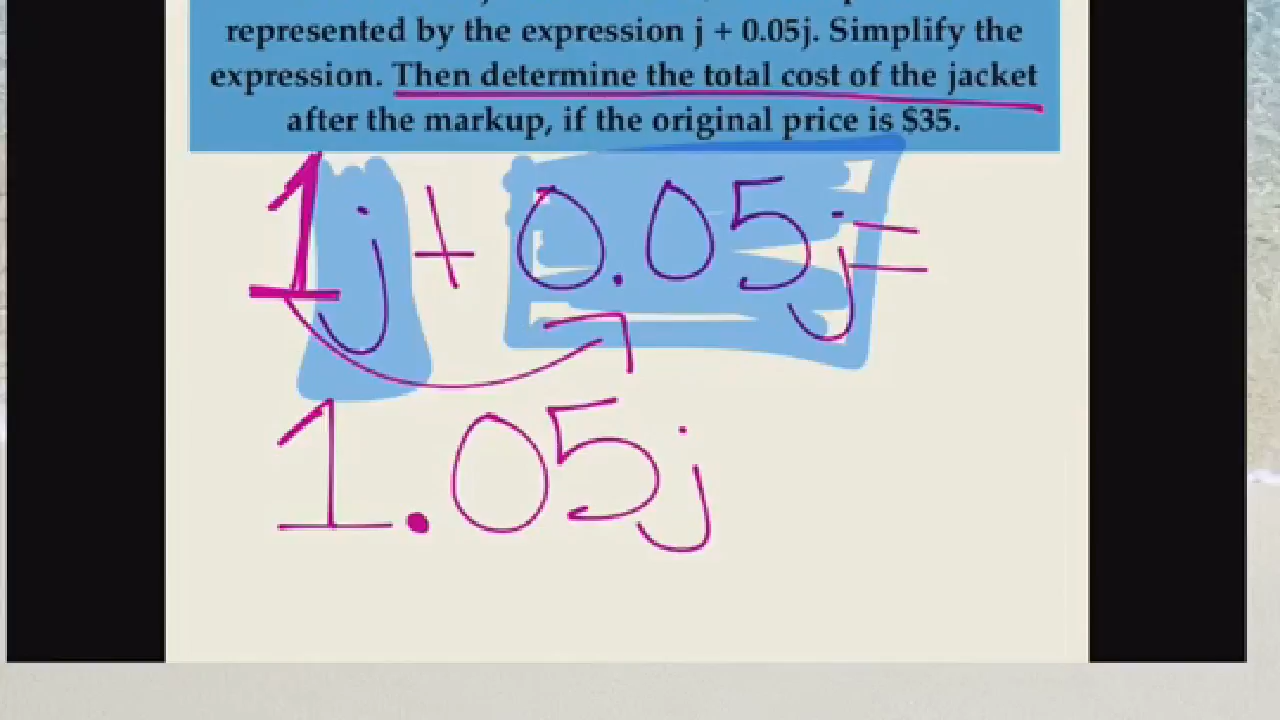 represented by the expression j + 0.05j. Simplify the
expression. Then determine the total cost of the jacket
after the markup, if the original price is $35.
1j + 0.05j =
1.05j